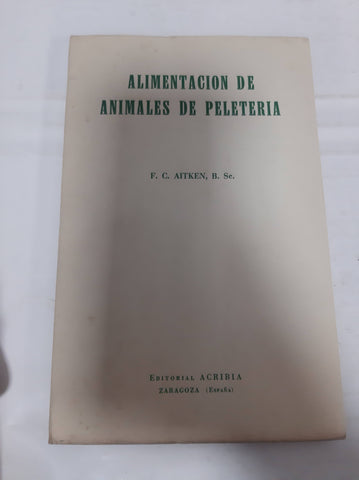 ALIMENTACION DE
ANIMALES DE PELETERIA
F. C. AITKEN, B. Sc.
EDITORIAL ACRIBIA
ZARAGOZA (ESPAÑA)